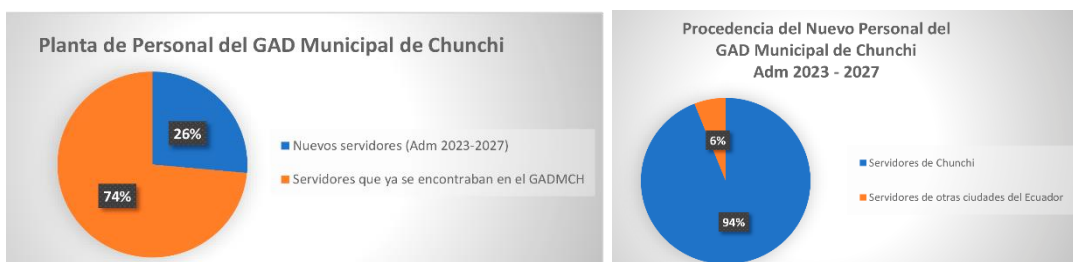 Planta de Personal del GAD Municipal de Chunchi
26%
74%
Nuevos servidores (Adm 2023-2027)
Servidores que ya se encontraban en el GADMCH
Procedencia del Nuevo Personal del
GAD Municipal de Chunchi
Adm 2023 - 2027
6%
94%
Servidores de Chunchi
Servidores de otras ciudades del Ecuador